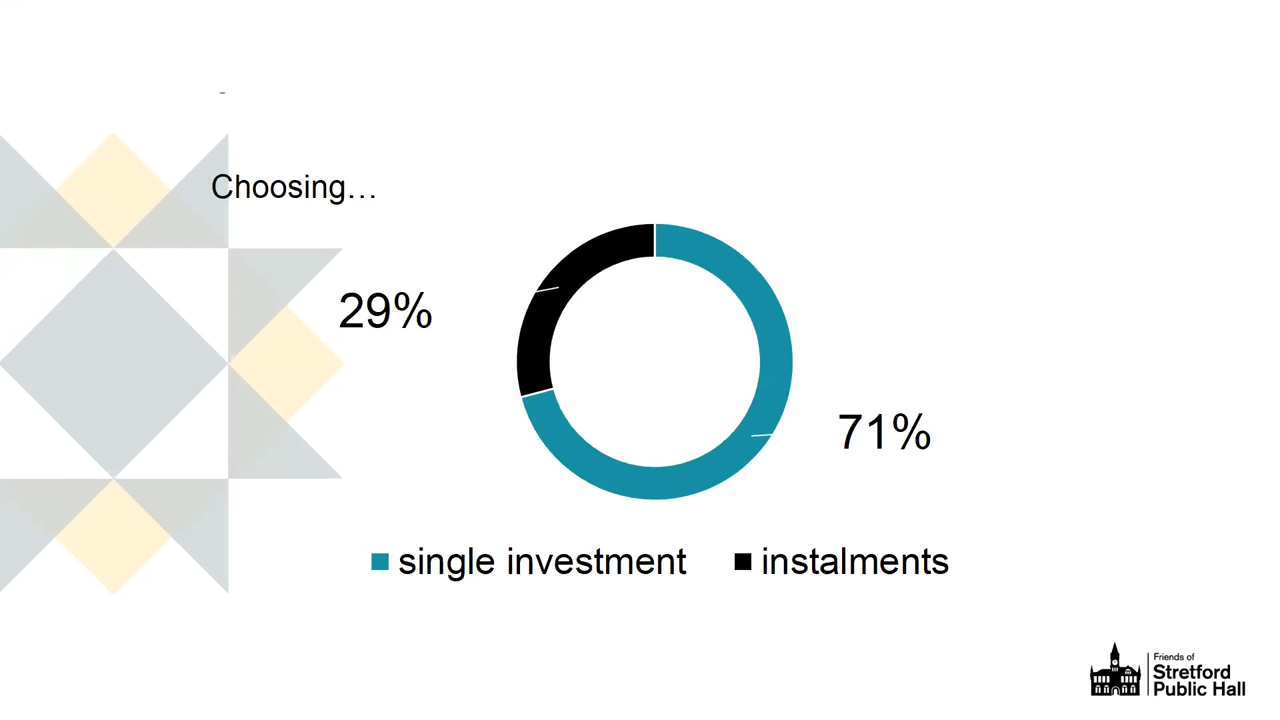 Choosing…
29%
71%
single investment
instalments
Friends of
Stretford
Public Hall